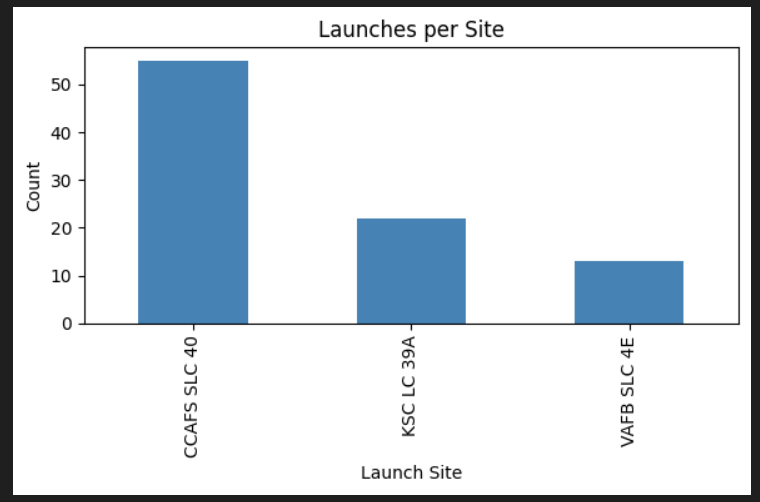 Launches per Site
Count
50
40
30
20
10
0
CCAFS SLC 40
KSC LC 39A
VAFB SLC 4E
Launch Site